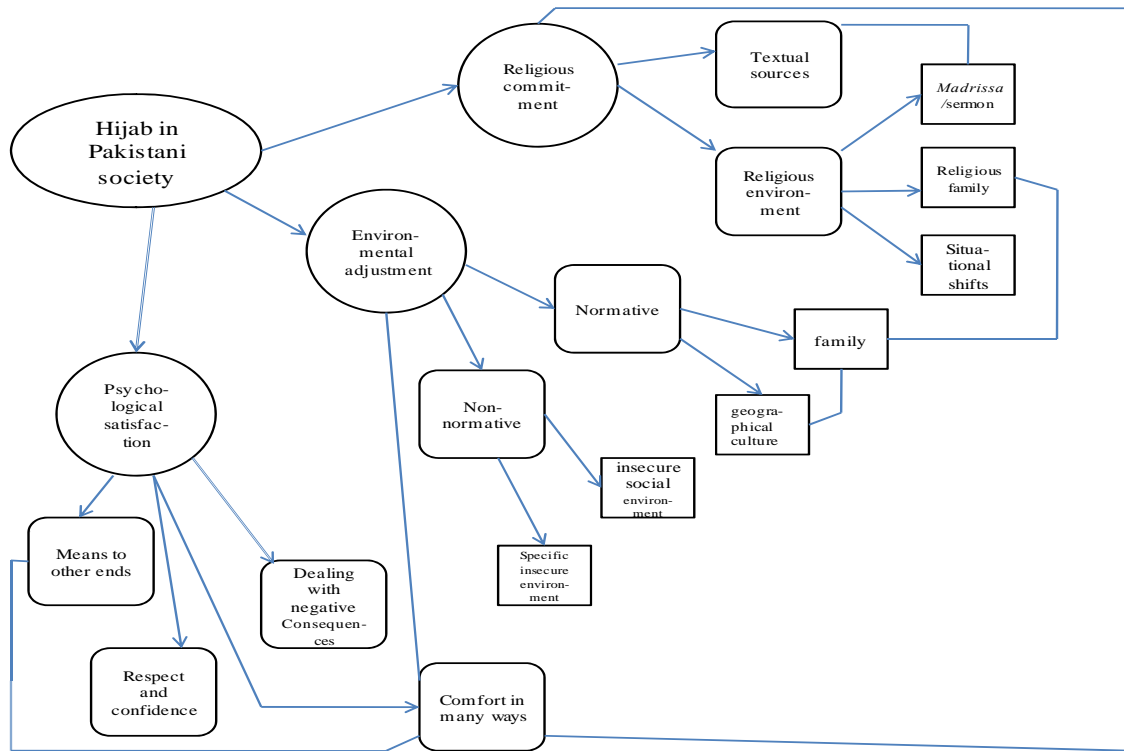 Hijab in
Pakistani
society
Religious
commit-
ment
Textual
sources
Madrissa
/sermon
Religious
environ-
ment
Religious
family
Situa-
tional
shifts
Environ-
mental
adjustment
Normative
family
geogra-
phical
culture
Non-
normative
insecure
social
environ-
ment
Specific
insecure
environ-
ment
Psycho-
logical
satisfac-
tion
Means to
other ends
Respect
and
confidence
Dealing
with
negative
Consequen-
ces
Comfort in
many ways